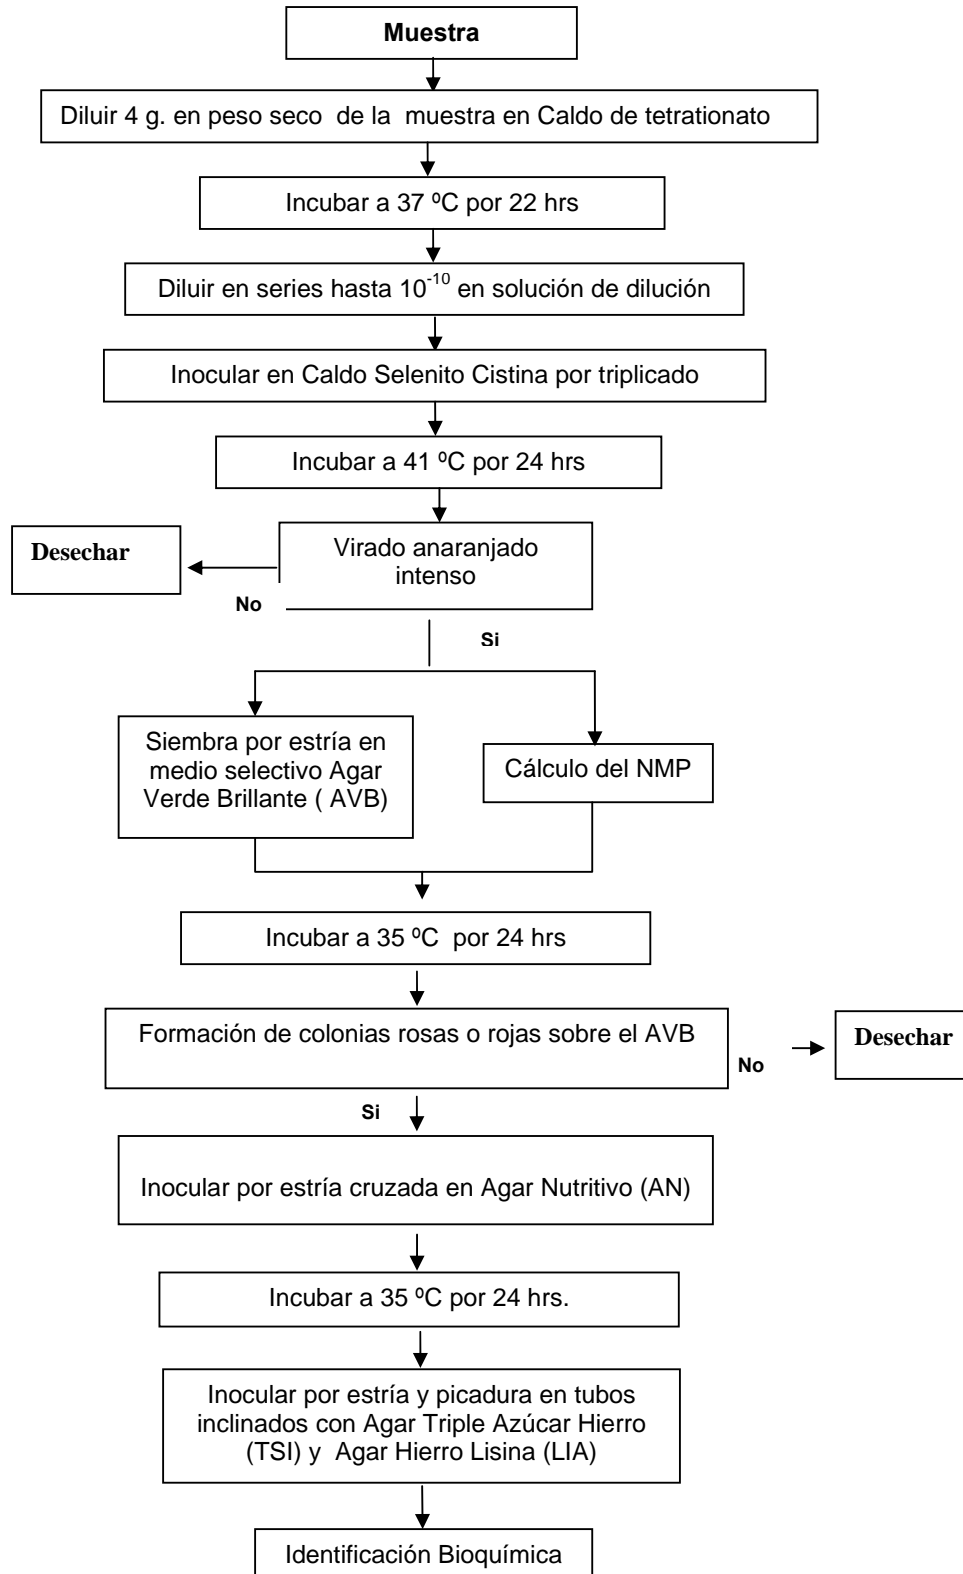 Muestra
Diluir 4 g. en peso seco de la muestra en Caldo de tetrationato
Incubar a 37 ºC por 22 hrs
Diluir en series hasta 10⁻¹⁰ en solución de dilución
Inocular en Caldo Selenito Cistina por triplicado
Incubar a 41 ºC por 24 hrs
Virado anaranjado
intenso
Desechar
No
Si
Siembra por estría en
medio selectivo Agar
Verde Brillante ( AVB)
Cálculo del NMP
Incubar a 35 ºC por 24 hrs
Formación de colonias rosas o rojas sobre el AVB
No
Desechar
Si
Inocular por estría cruzada en Agar Nutritivo (AN)
Incubar a 35 ºC por 24 hrs.
Inocular por estría y picadura en tubos
inclinados con Agar Triple Azúcar Hierro
(TSI) y Agar Hierro Lisina (LIA)
Identificación Bioquímica